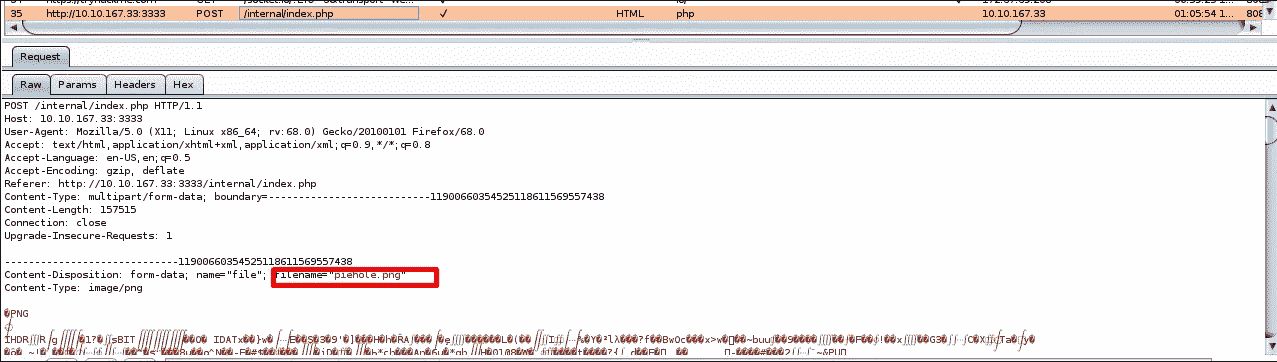 35 http://10.10.167.33:3333 POST /internal/index.php ✓ HTML php 10.10.167.33 01:05:54 1... 808
Request
Raw Params Headers Hex
POST /internal/index.php HTTP/1.1
Host: 10.10.167.33:3333
User-Agent: Mozilla/5.0 (X11; Linux x86_64; rv:68.0) Gecko/20100101 Firefox/68.0
Accept: text/html,application/xhtml+xml,application/xml;q=0.9,*/*;q=0.8
Accept-Language: en-US,en;q=0.5
Accept-Encoding: gzip, deflate
Referer: http://10.10.167.33:3333/internal/index.php
Content-Type: multipart/form-data; boundary=---------------------------11900660354525118611569557438
Content-Length: 157515
Connection: close
Upgrade-Insecure-Requests: 1
-----------------------------11900660354525118611569557438
Content-Disposition: form-data; name="file"; filename="piehole.png"
Content-Type: image/png
�PNG